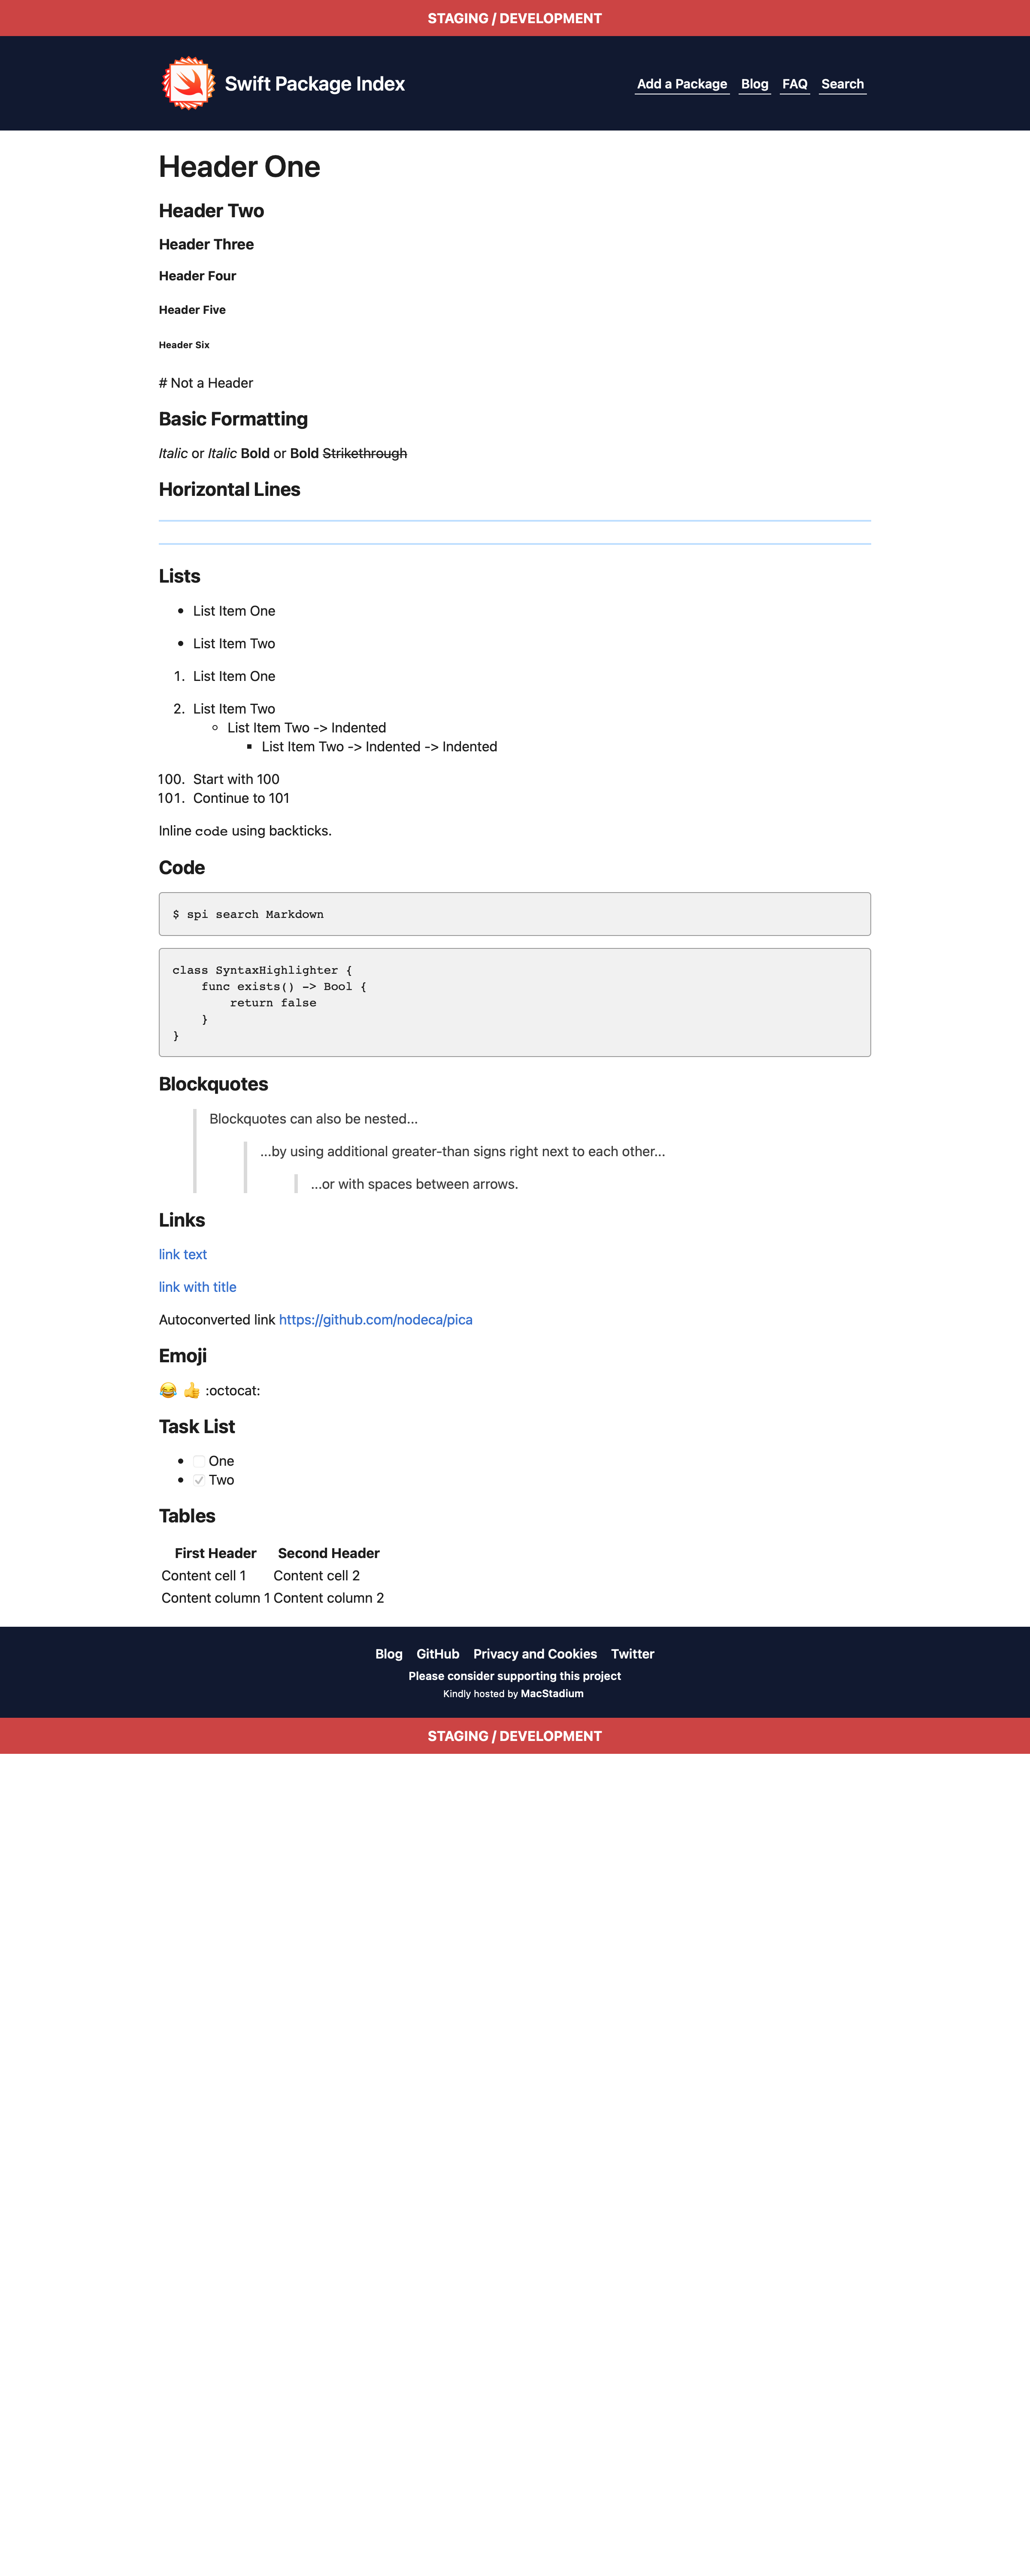 STAGING / DEVELOPMENT
Swift Package Index
Add a Package Blog FAQ Search
Header One
Header Two
Header Three
Header Four
Header Five
Header Six
# Not a Header
Basic Formatting
Italic or Italic Bold or Bold Strikethrough
Horizontal Lines
Lists
• List Item One
• List Item Two
1. List Item One
2. List Item Two
◦ List Item Two -> Indented
▪ List Item Two -> Indented -> Indented
100. Start with 100
101. Continue to 101
Inline code using backticks.
Code
$ spi search Markdown
class SyntaxHighlighter {
    func exists() -> Bool {
        return false
    }
}
Blockquotes
Blockquotes can also be nested...
...by using additional greater-than signs right next to each other...
...or with spaces between arrows.
Links
link text
link with title
Autoconverted link https://github.com/nodeca/pica
Emoji
😂 👍 :octocat:
Task List
• One
• Two
Tables
First Header Second Header
Content cell 1 Content cell 2
Content column 1 Content column 2
Blog GitHub Privacy and Cookies Twitter
Please consider supporting this project
Kindly hosted by MacStadium
STAGING / DEVELOPMENT